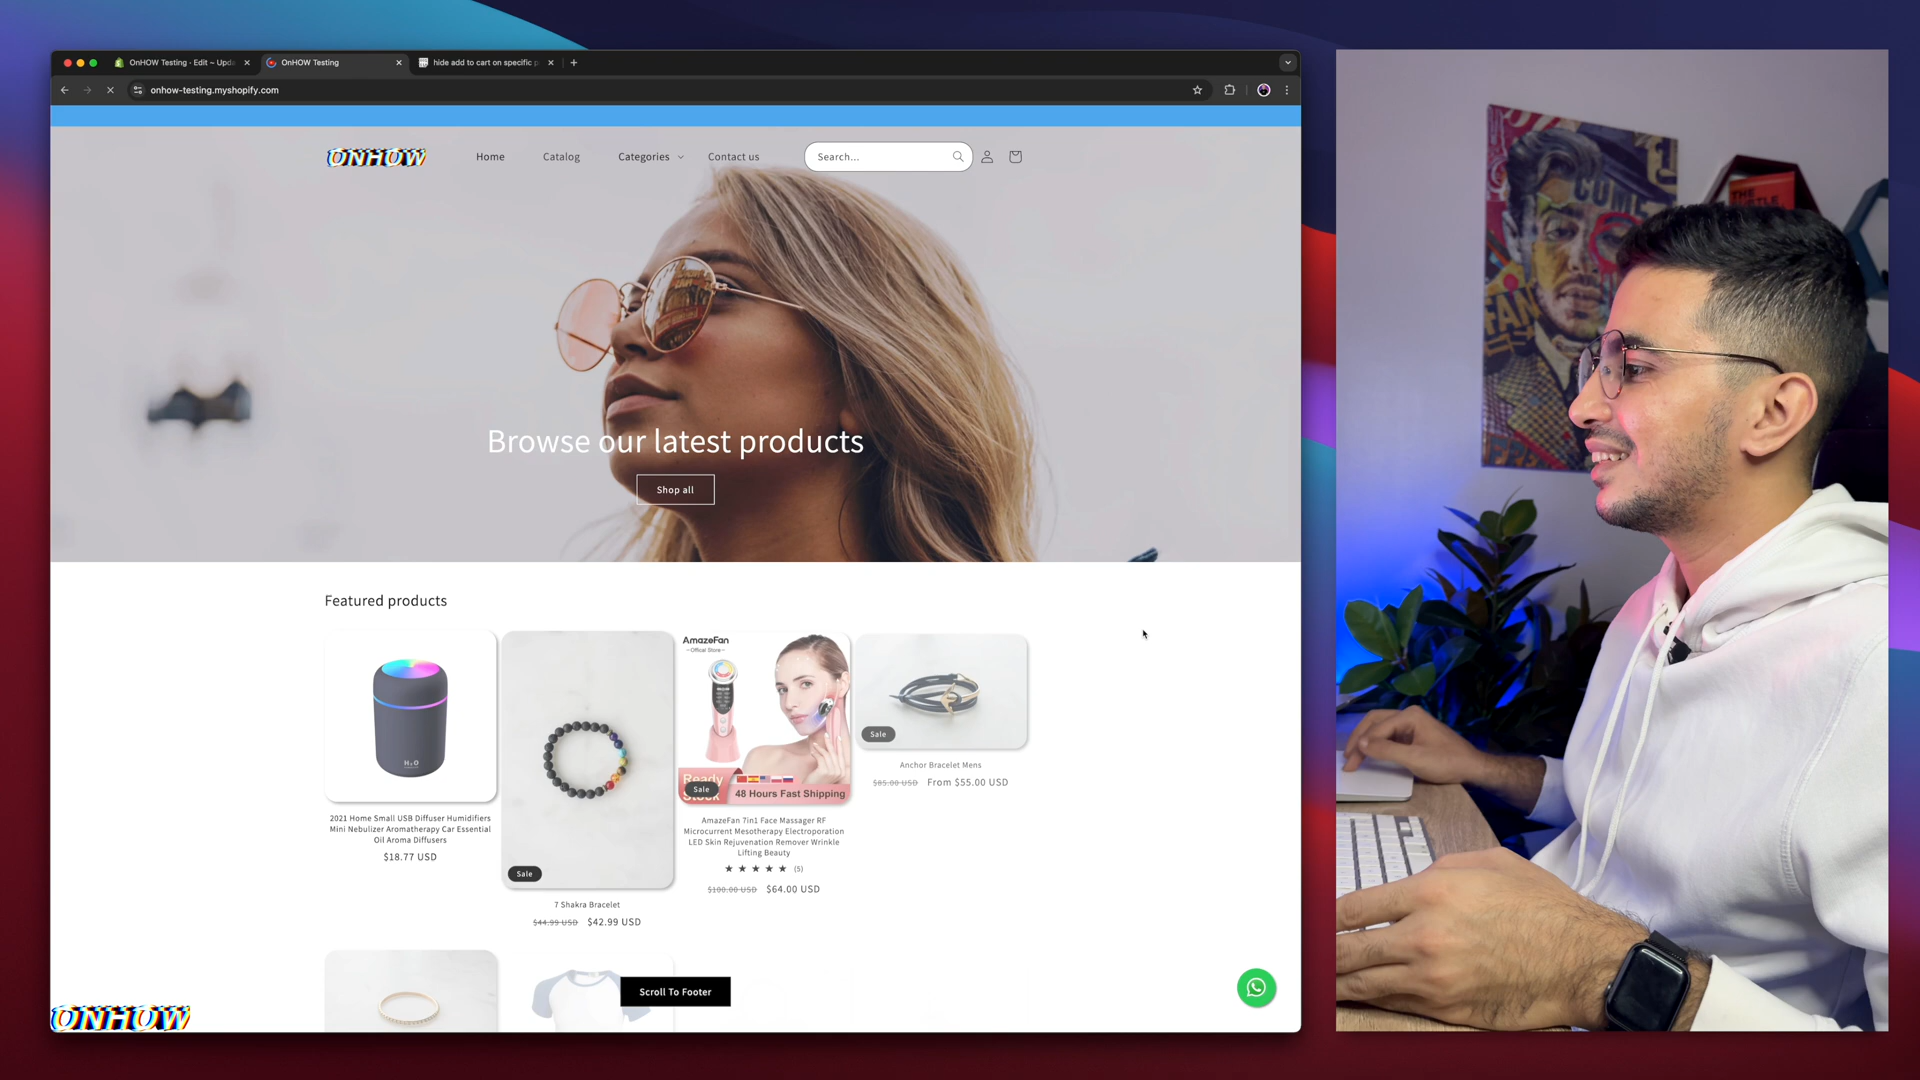 OnHOW Testing · Edit ~ Upda
OnHOW Testing
hide add to cart on specific p
onhow-testing.myshopify.com
ONHOW
Home
Catalog
Categories
Contact us
Search...
Browse our latest products
Shop all
Featured products
H₂O
2021 Home Small USB Diffuser Humidifiers
Mini Nebulizer Aromatherapy Car Essential
Oil Aroma Diffusers
$18.77 USD
Sale
7 Shakra Bracelet
$44.99 USD $42.99 USD
AmazeFan
~Offical Store~
Ready
Stock
Sale
48 Hours Fast Shipping
AmazeFan 7in1 Face Massager RF
Microcurrent Mesotherapy Electroporation
LED Skin Rejuvenation Remover Wrinkle
Lifting Beauty
★ ★ ★ ★ ★ (5)
$100.00 USD $64.00 USD
Sale
Anchor Bracelet Mens
$85.00 USD From $55.00 USD
Scroll To Footer
ONHOW
COME
FAN
THE